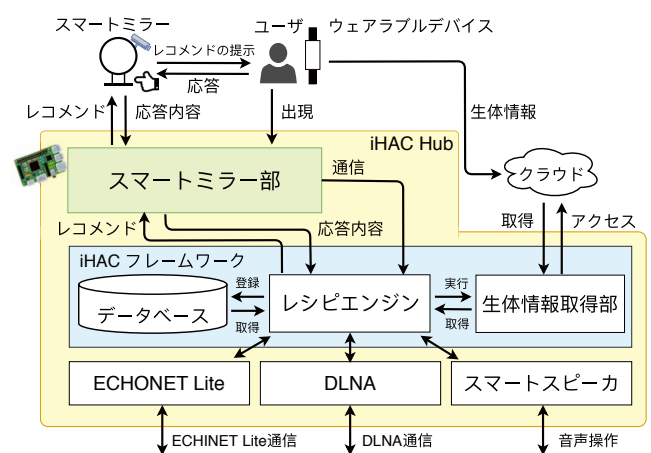 スマートミラー
ユーザ
ウェアラブルデバイス
レコメンドの提示
応答
レコメンド
応答内容
出現
生体情報
iHAC Hub
スマートミラー部
通信
クラウド
レコメンド
応答内容
取得
アクセス
iHAC フレームワーク
データベース
登録
取得
レシピエンジン
実行
取得
生体情報取得部
ECHONET Lite
DLNA
スマートスピーカ
ECHINET Lite通信
DLNA通信
音声操作